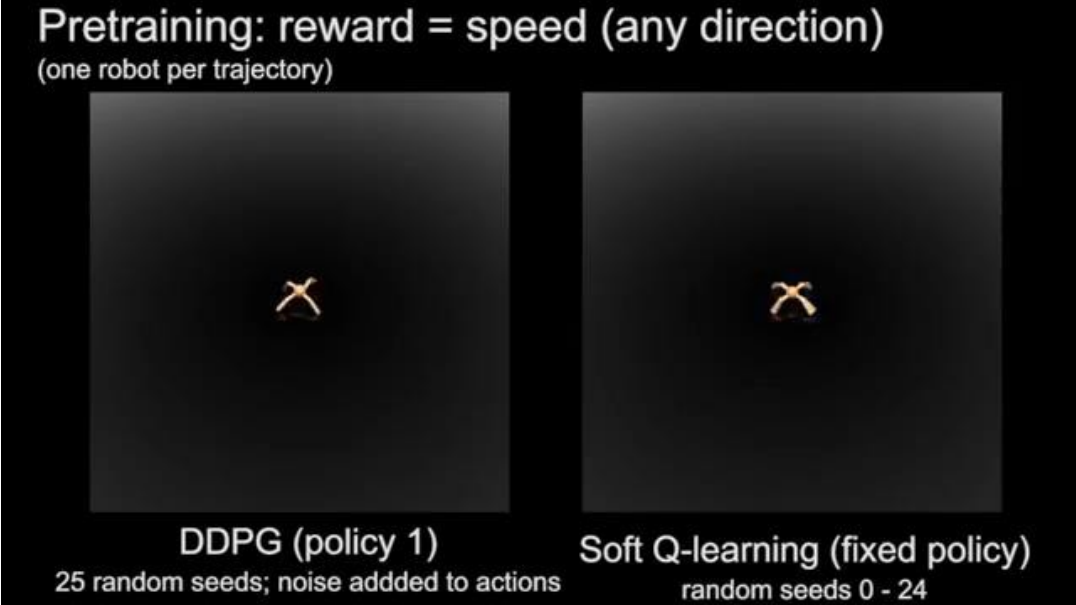 Pretraining: reward = speed (any direction)
(one robot per trajectory)
DDPG (policy 1)
25 random seeds; noise addded to actions
Soft Q-learning (fixed policy)
random seeds 0 - 24